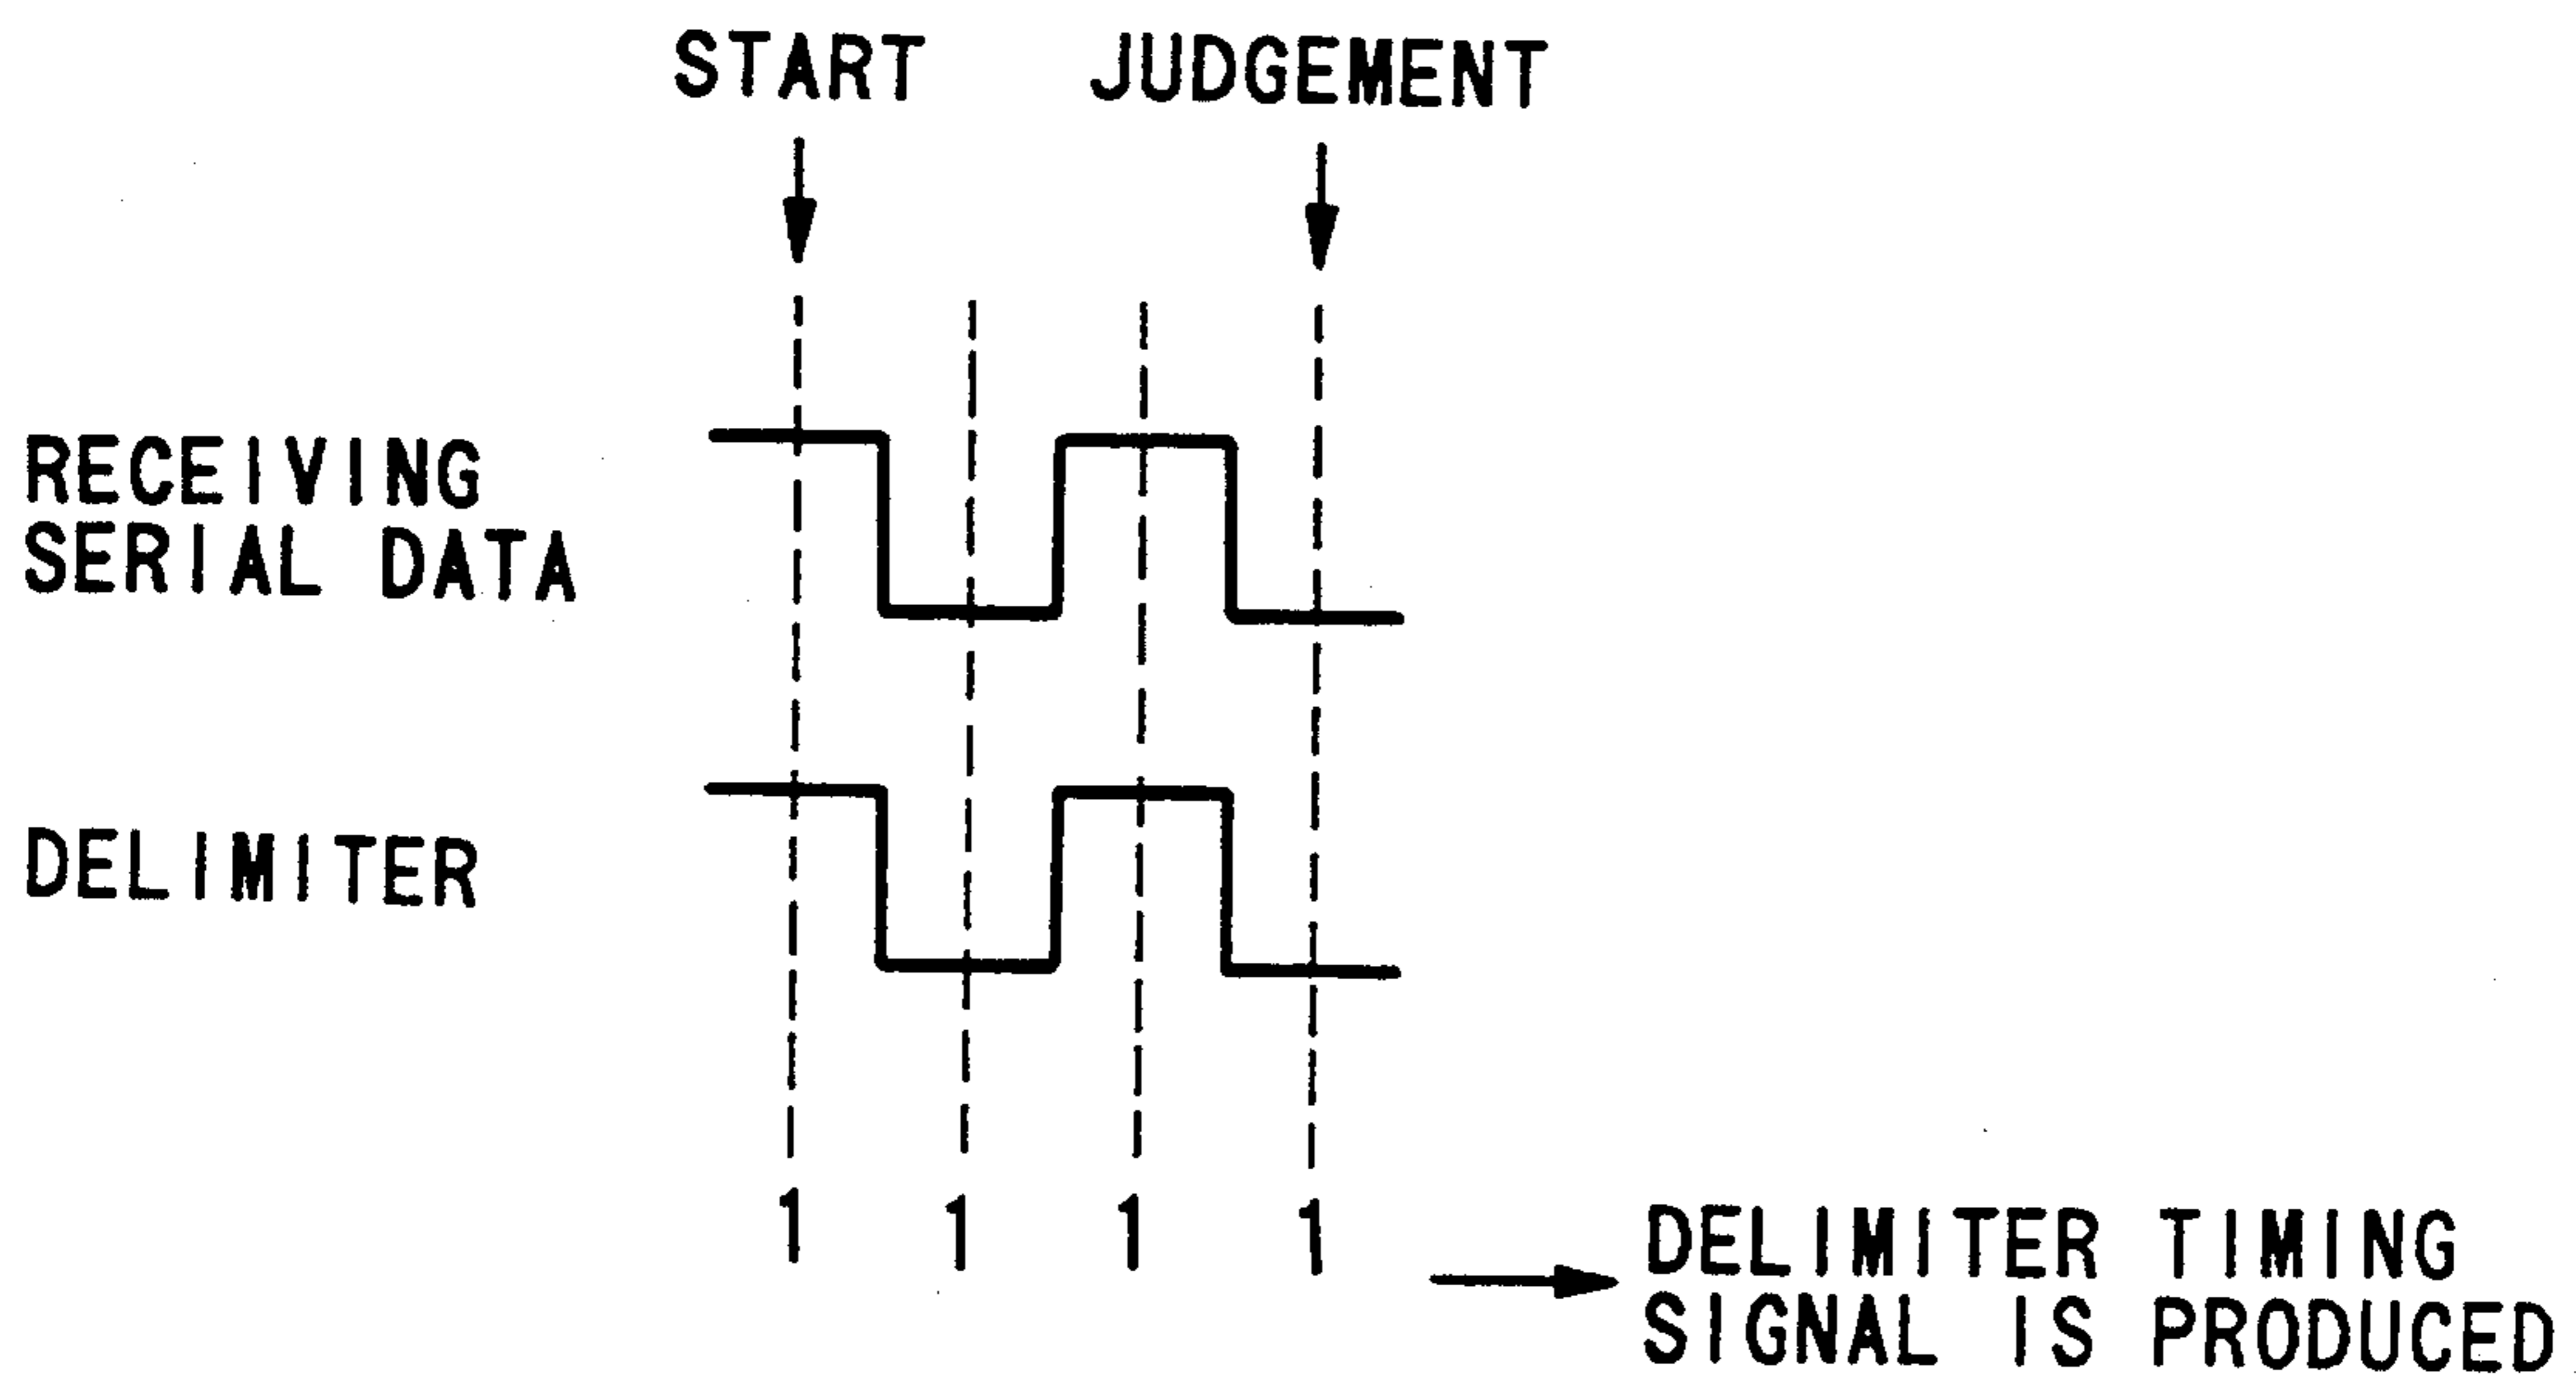 START JUDGEMENT
RECEIVING
SERIAL DATA
DELIMITER
1 1 1 1
DELIMITER TIMING
SIGNAL IS PRODUCED